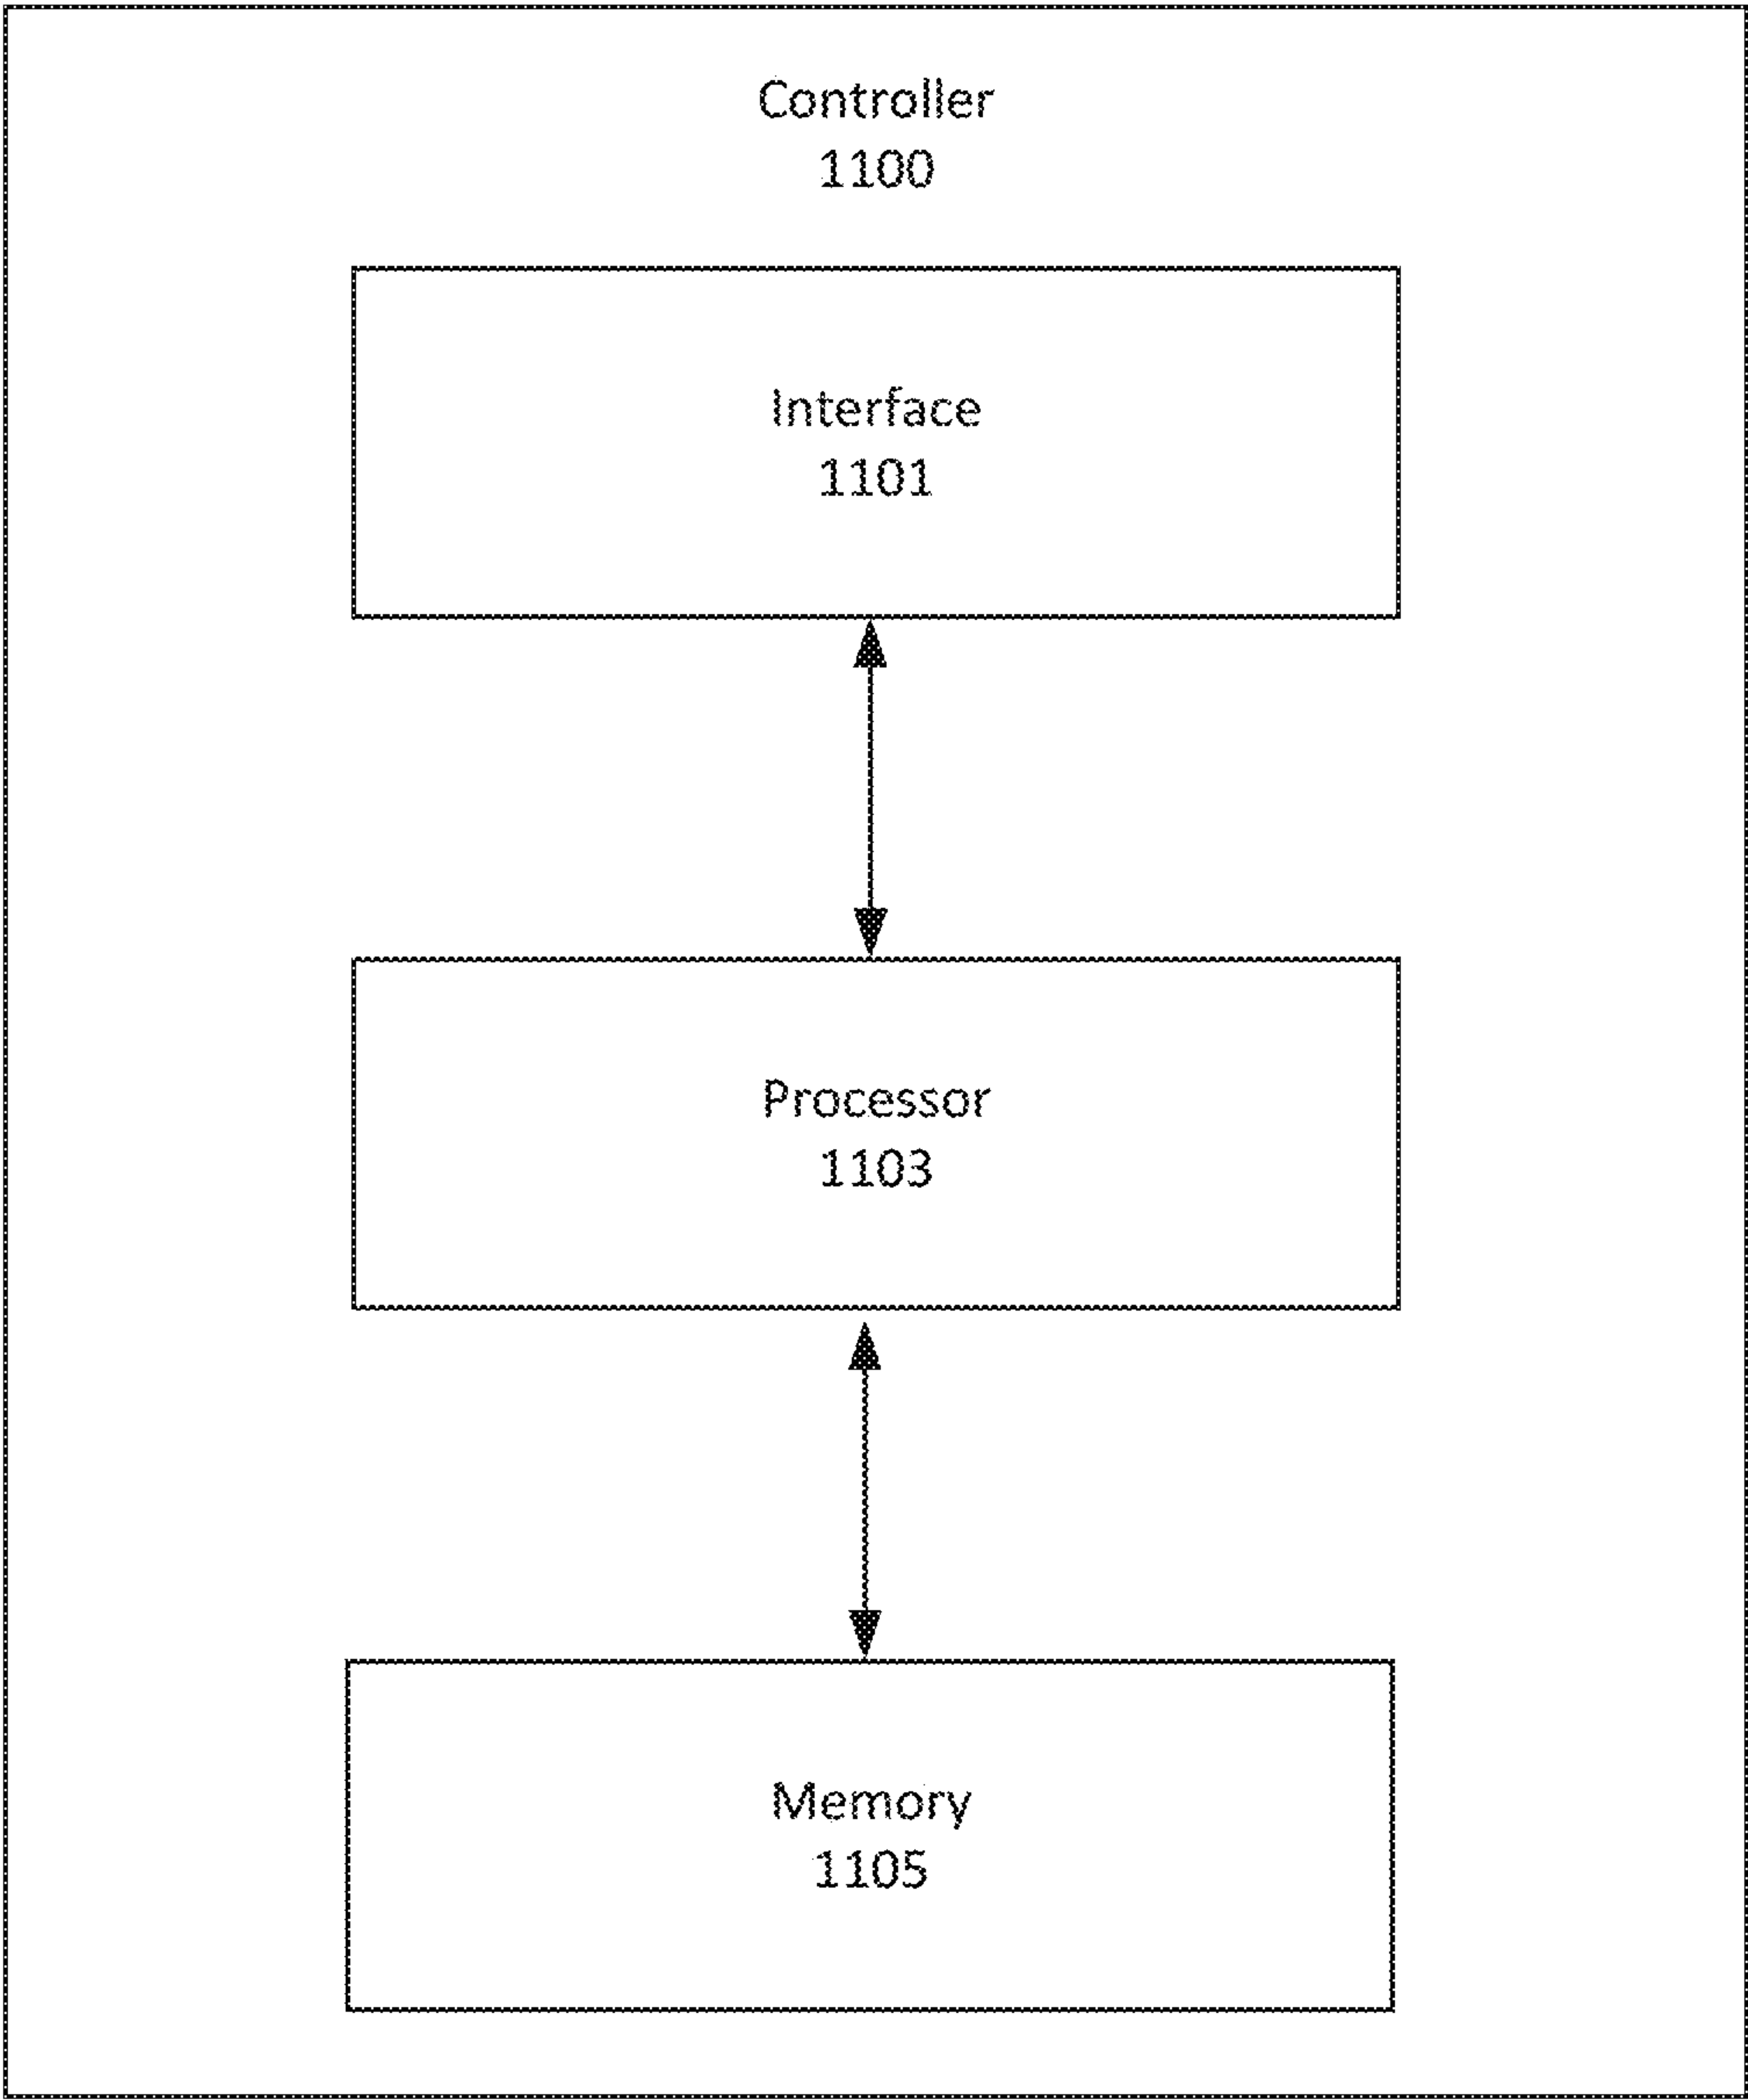 Controller
1100
Interface
1101
Processor
1103
Memory
1105